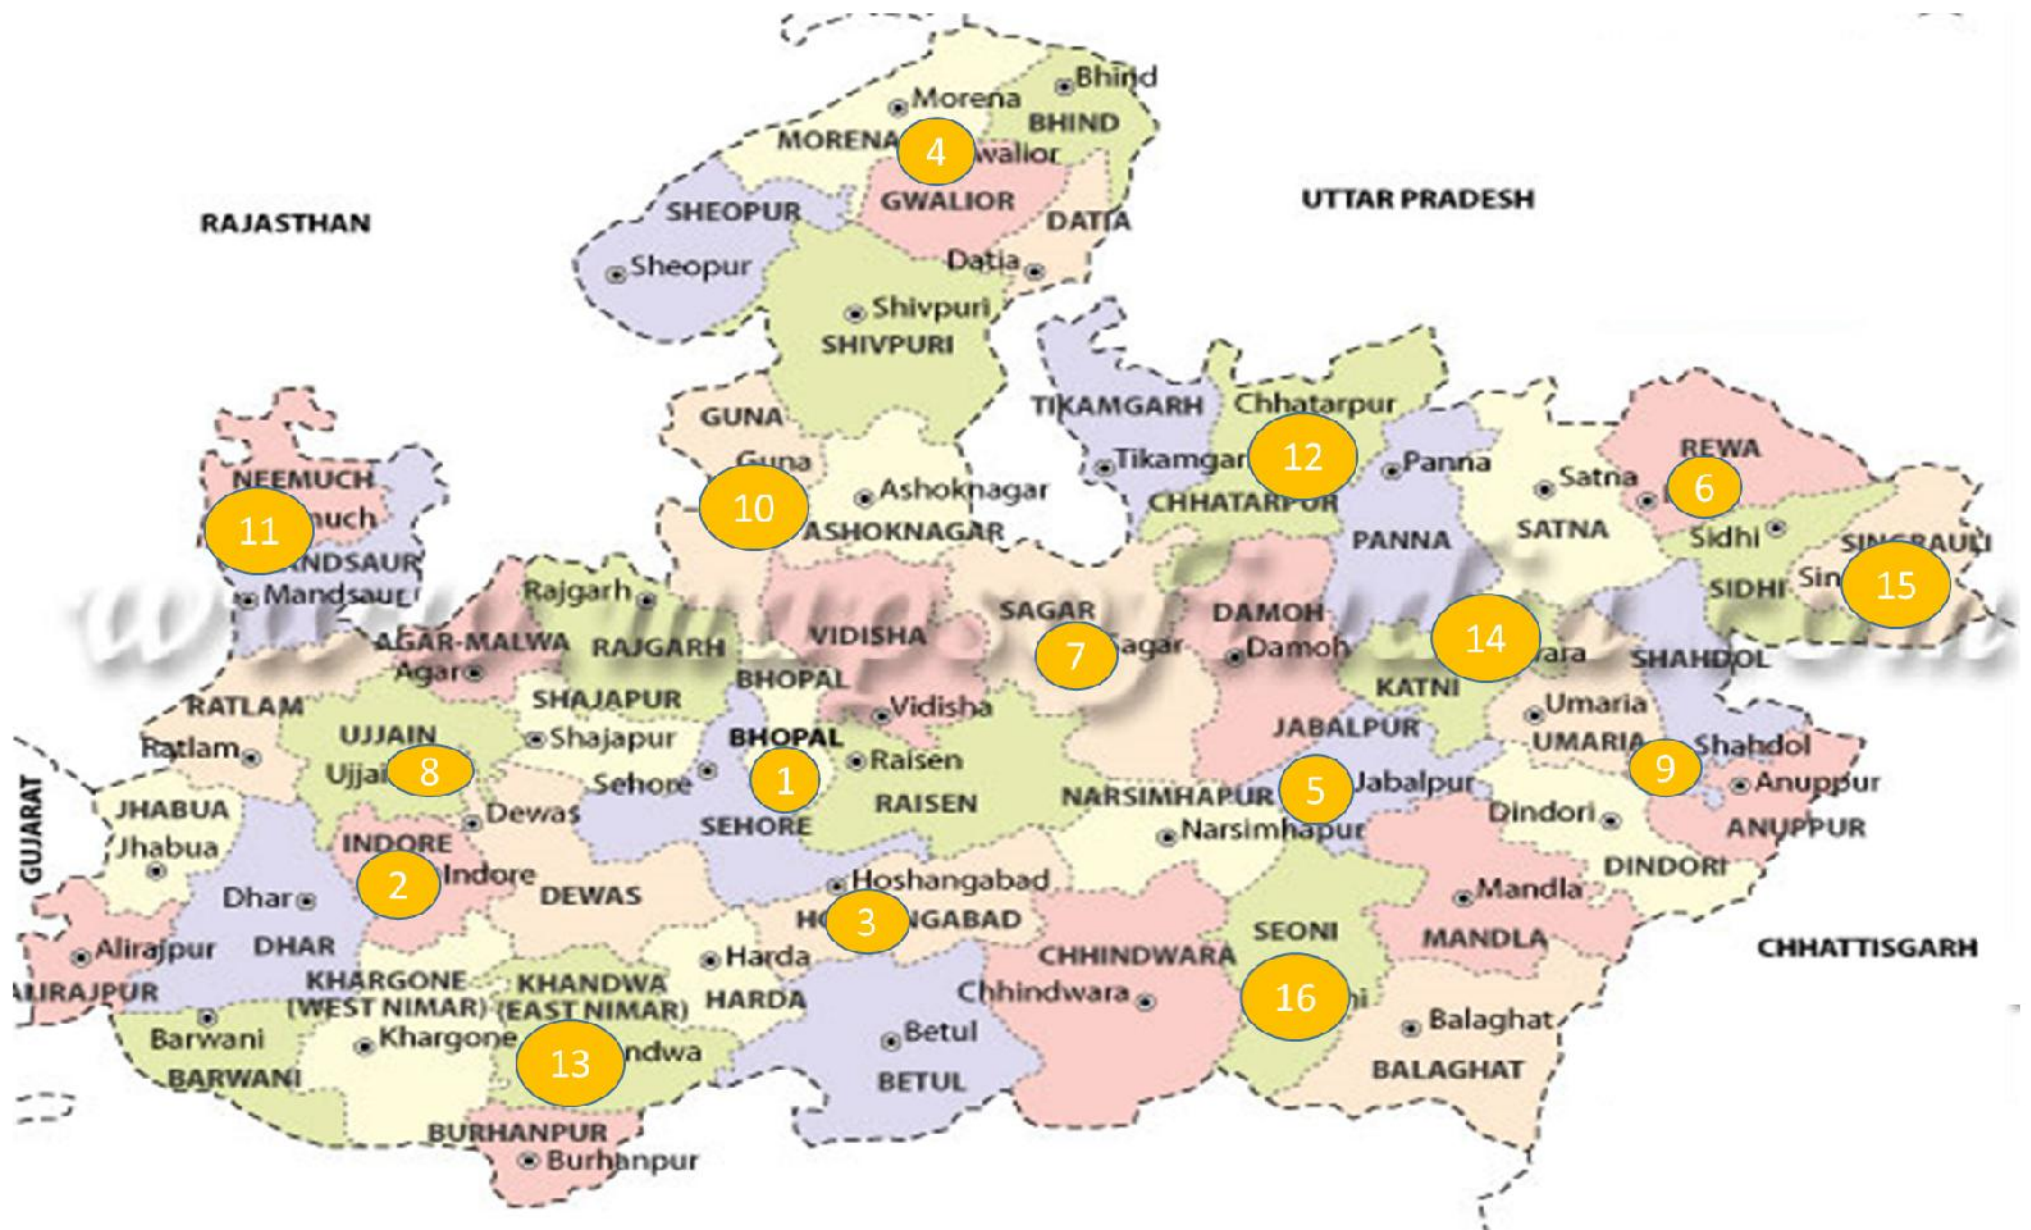 Bhind
Morena
BHIND
MORENA
4
walior
GWALIOR
SHEOPUR
DATIA
UTTAR PRADESH
RAJASTHAN
Sheopur
Datia
Shivpuri
SHIVPURI
GUNA
TIKAMGARH
Chhatarpur
Guna
12
Tikamgar
Panna
REWA
Satna
6
NEEMUCH
Ashoknagar
CHHATARPUR
10
11
much
ASHOKNAGAR
PANNA
SATNA
Sidhi
SINGRAULI
NDSAUR
Mandsaur
Rajgarh
SAGAR
DAMOH
SIDHI
Sin
15
AGAR-MALWA
RAJGARH
VIDISHA
7
agar
Damoh
14
ara
SHAHDOL
Agar
BHOPAL
KATNI
RATLAM
SHAJAPUR
Vidisha
Umaria
UJJAIN
Shajapur
BHOPAL
JABALPUR
UMARIA
Shahdol
Ratlam
Ujjai
8
Sehore
1
Raisen
9
Anuppur
JHABUA
Dewas
SEHORE
RAISEN
NARSIMHAPUR
5
Jabalpur
Dindori
ANUPPUR
GUJARAT
Jhabua
INDORE
Narsimhapur
DINDORI
2
Indore
Hoshangabad
Mandla
Dhar
DEWAS
HO
3
NGABAD
SEONI
MANDLA
Alirajpur
DHAR
Harda
CHHINDWARA
CHHATTISGARH
ALIRAJPUR
KHARGONE
(WEST NIMAR)
KHANDWA
(EAST NIMAR)
HARDA
Chhindwara
16
ni
Barwani
Khargone
13
ndwa
Betul
Balaghat
BARWANI
BETUL
BALAGHAT
BURHANPUR
Burhanpur